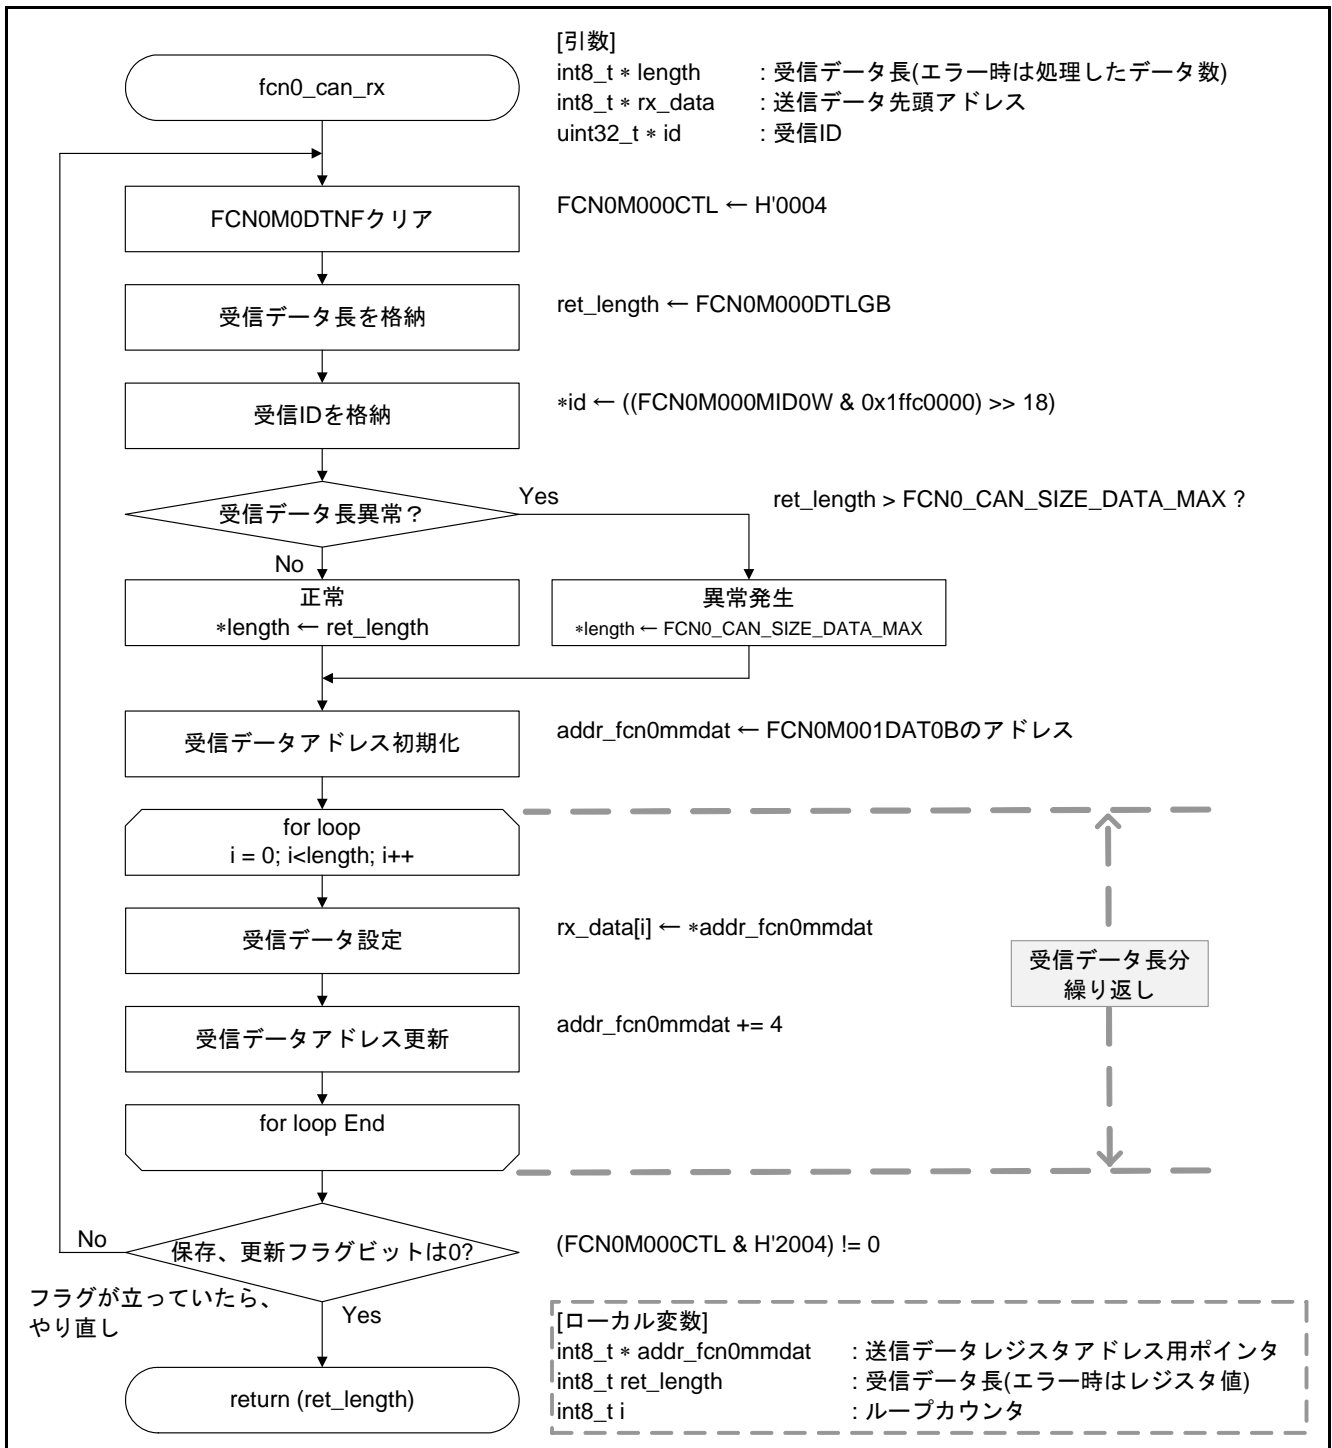 fcn0_can_rx
[引数]
int8_t * length : 受信データ長(エラー時は処理したデータ数)
int8_t * rx_data : 送信データ先頭アドレス
uint32_t * id : 受信ID
FCN0M0DTNFクリア
FCN0M000CTL ← H'0004
受信データ長を格納
ret_length ← FCN0M000DTLGB
受信IDを格納
*id ← ((FCN0M000MID0W & 0x1ffc0000) >> 18)
受信データ長異常？
Yes
ret_length > FCN0_CAN_SIZE_DATA_MAX ?
No
正常
*length ← ret_length
異常発生
*length ← FCN0_CAN_SIZE_DATA_MAX
受信データアドレス初期化
addr_fcn0mmdat ← FCN0M001DAT0Bのアドレス
for loop
i = 0; i<length; i++
受信データ設定
rx_data[i] ← *addr_fcn0mmdat
受信データ長分
繰り返し
受信データアドレス更新
addr_fcn0mmdat += 4
for loop End
No
保存、更新フラグビットは0?
(FCN0M000CTL & H'2004) != 0
フラグが立っていたら、
やり直し
Yes
return (ret_length)
[ローカル変数]
int8_t * addr_fcn0mmdat : 送信データレジスタアドレス用ポインタ
int8_t ret_length : 受信データ長(エラー時はレジスタ値)
int8_t i : ループカウンタ